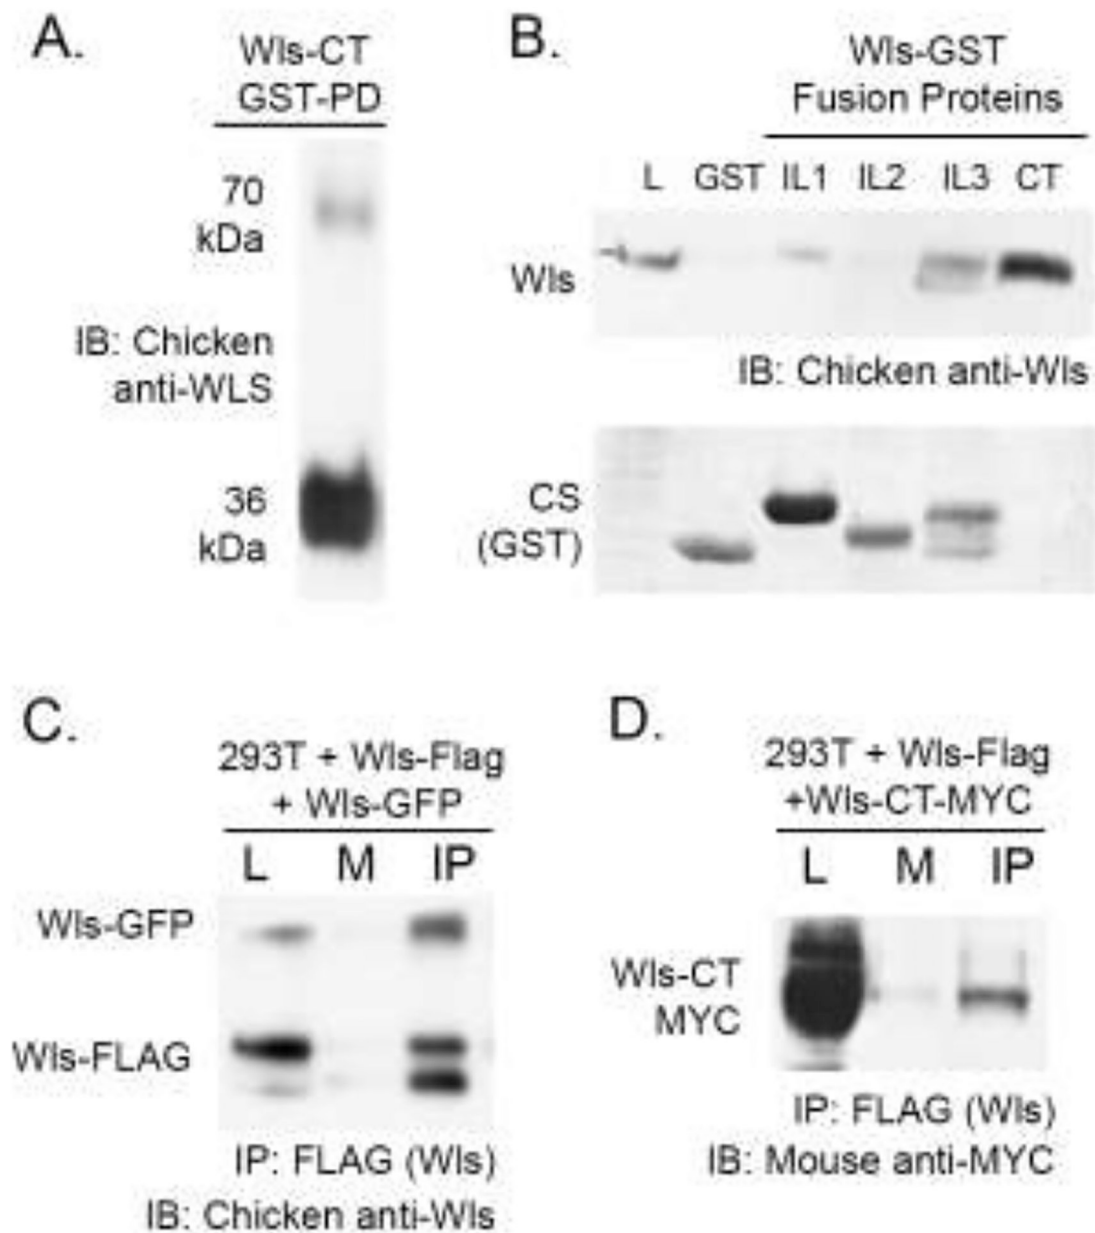 A.
Wls-CT
GST-PD
70
kDa
IB: Chicken
anti-WLS
36
kDa
B.
Wls-GST
Fusion Proteins
L GST IL1 IL2 IL3 CT
Wls
IB: Chicken anti-Wls
CS
(GST)
C.
293T + Wls-Flag
+ Wls-GFP
L M IP
Wls-GFP
Wls-FLAG
IP: FLAG (Wls)
IB: Chicken anti-Wls
D.
293T + Wls-Flag
+Wls-CT-MYC
L M IP
Wls-CT
MYC
IP: FLAG (Wls)
IB: Mouse anti-MYC